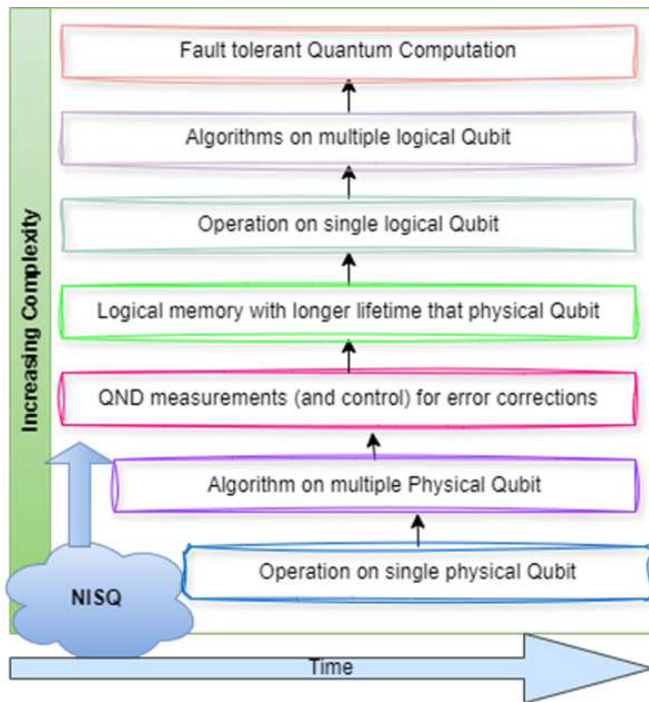 Fault tolerant Quantum Computation
Algorithms on multiple logical Qubit
Operation on single logical Qubit
Logical memory with longer lifetime that physical Qubit
QND measurements (and control) for error corrections
Algorithm on multiple Physical Qubit
Operation on single physical Qubit
Increasing Complexity
NISQ
Time